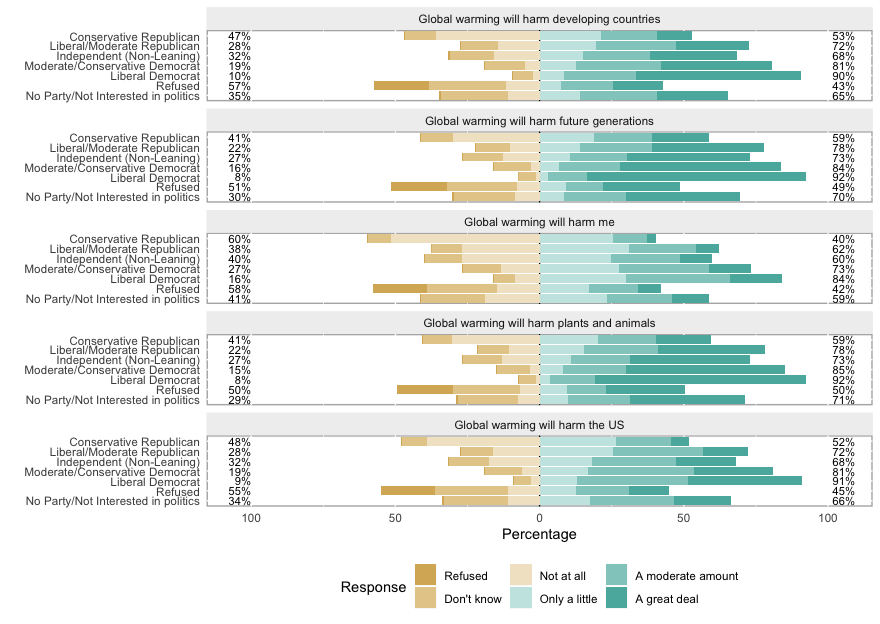 Global warming will harm developing countries
Conservative Republican 47% 53%
Liberal/Moderate Republican 28% 72%
Independent (Non-Leaning) 32% 68%
Moderate/Conservative Democrat 19% 81%
Liberal Democrat 10% 90%
Refused 57% 43%
No Party/Not Interested in politics 35% 65%
Global warming will harm future generations
Conservative Republican 41% 59%
Liberal/Moderate Republican 22% 78%
Independent (Non-Leaning) 27% 73%
Moderate/Conservative Democrat 16% 84%
Liberal Democrat 8% 92%
Refused 51% 49%
No Party/Not Interested in politics 30% 70%
Global warming will harm me
Conservative Republican 60% 40%
Liberal/Moderate Republican 38% 62%
Independent (Non-Leaning) 40% 60%
Moderate/Conservative Democrat 27% 73%
Liberal Democrat 16% 84%
Refused 58% 42%
No Party/Not Interested in politics 41% 59%
Global warming will harm plants and animals
Conservative Republican 41% 59%
Liberal/Moderate Republican 22% 78%
Independent (Non-Leaning) 27% 73%
Moderate/Conservative Democrat 15% 85%
Liberal Democrat 8% 92%
Refused 50% 50%
No Party/Not Interested in politics 29% 71%
Global warming will harm the US
Conservative Republican 48% 52%
Liberal/Moderate Republican 28% 72%
Independent (Non-Leaning) 32% 68%
Moderate/Conservative Democrat 19% 81%
Liberal Democrat 9% 91%
Refused 55% 45%
No Party/Not Interested in politics 34% 66%
100 50 0 50 100
Percentage
Response
Refused Not at all A moderate amount
Don't know Only a little A great deal